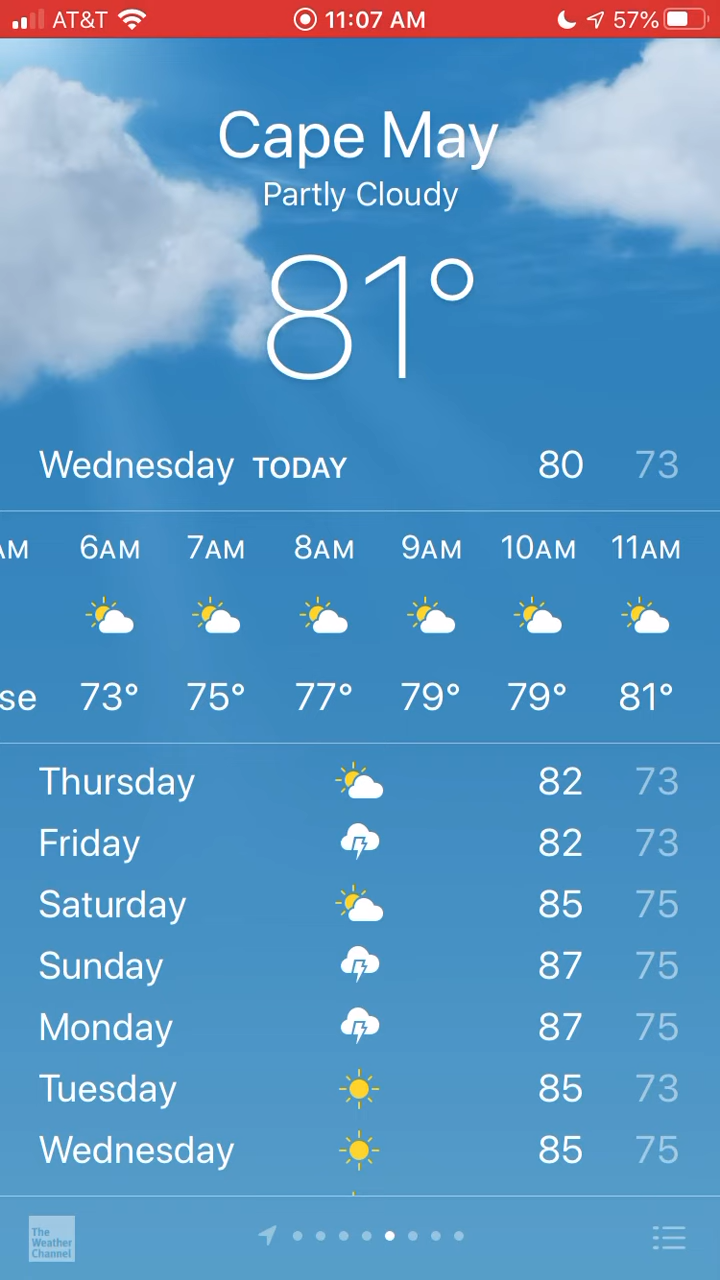 AT&T 11:07 AM 57%
Cape May
Partly Cloudy
81°
Wednesday TODAY 80 73
AM 6AM 7AM 8AM 9AM 10AM 11AM
se 73° 75° 77° 79° 79° 81°
Thursday 82 73
Friday 82 73
Saturday 85 75
Sunday 87 75
Monday 87 75
Tuesday 85 73
Wednesday 85 75
The
Weather
Channel